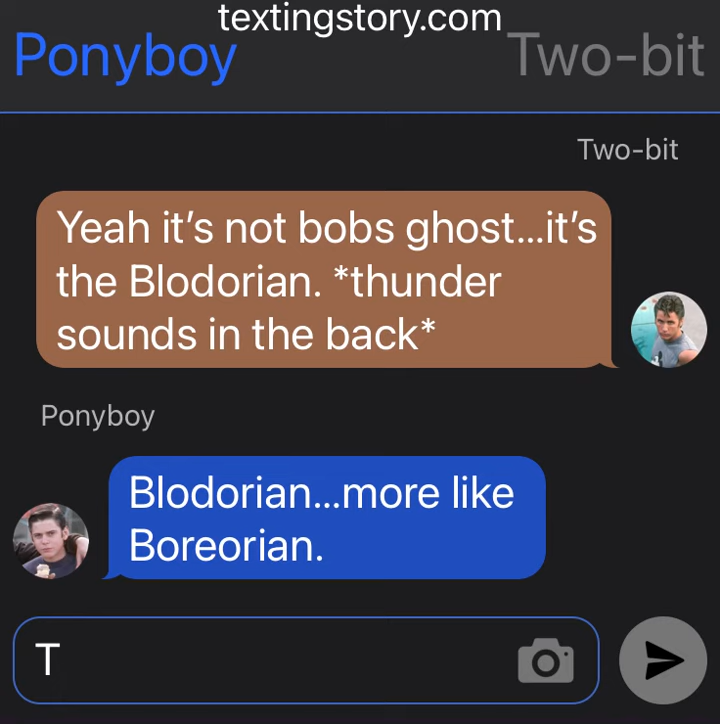 textingstory.com
Ponyboy
Two-bit
Two-bit
Yeah it’s not bobs ghost...it’s
the Blodorian. *thunder
sounds in the back*
Ponyboy
Blodorian...more like
Boreorian.
T